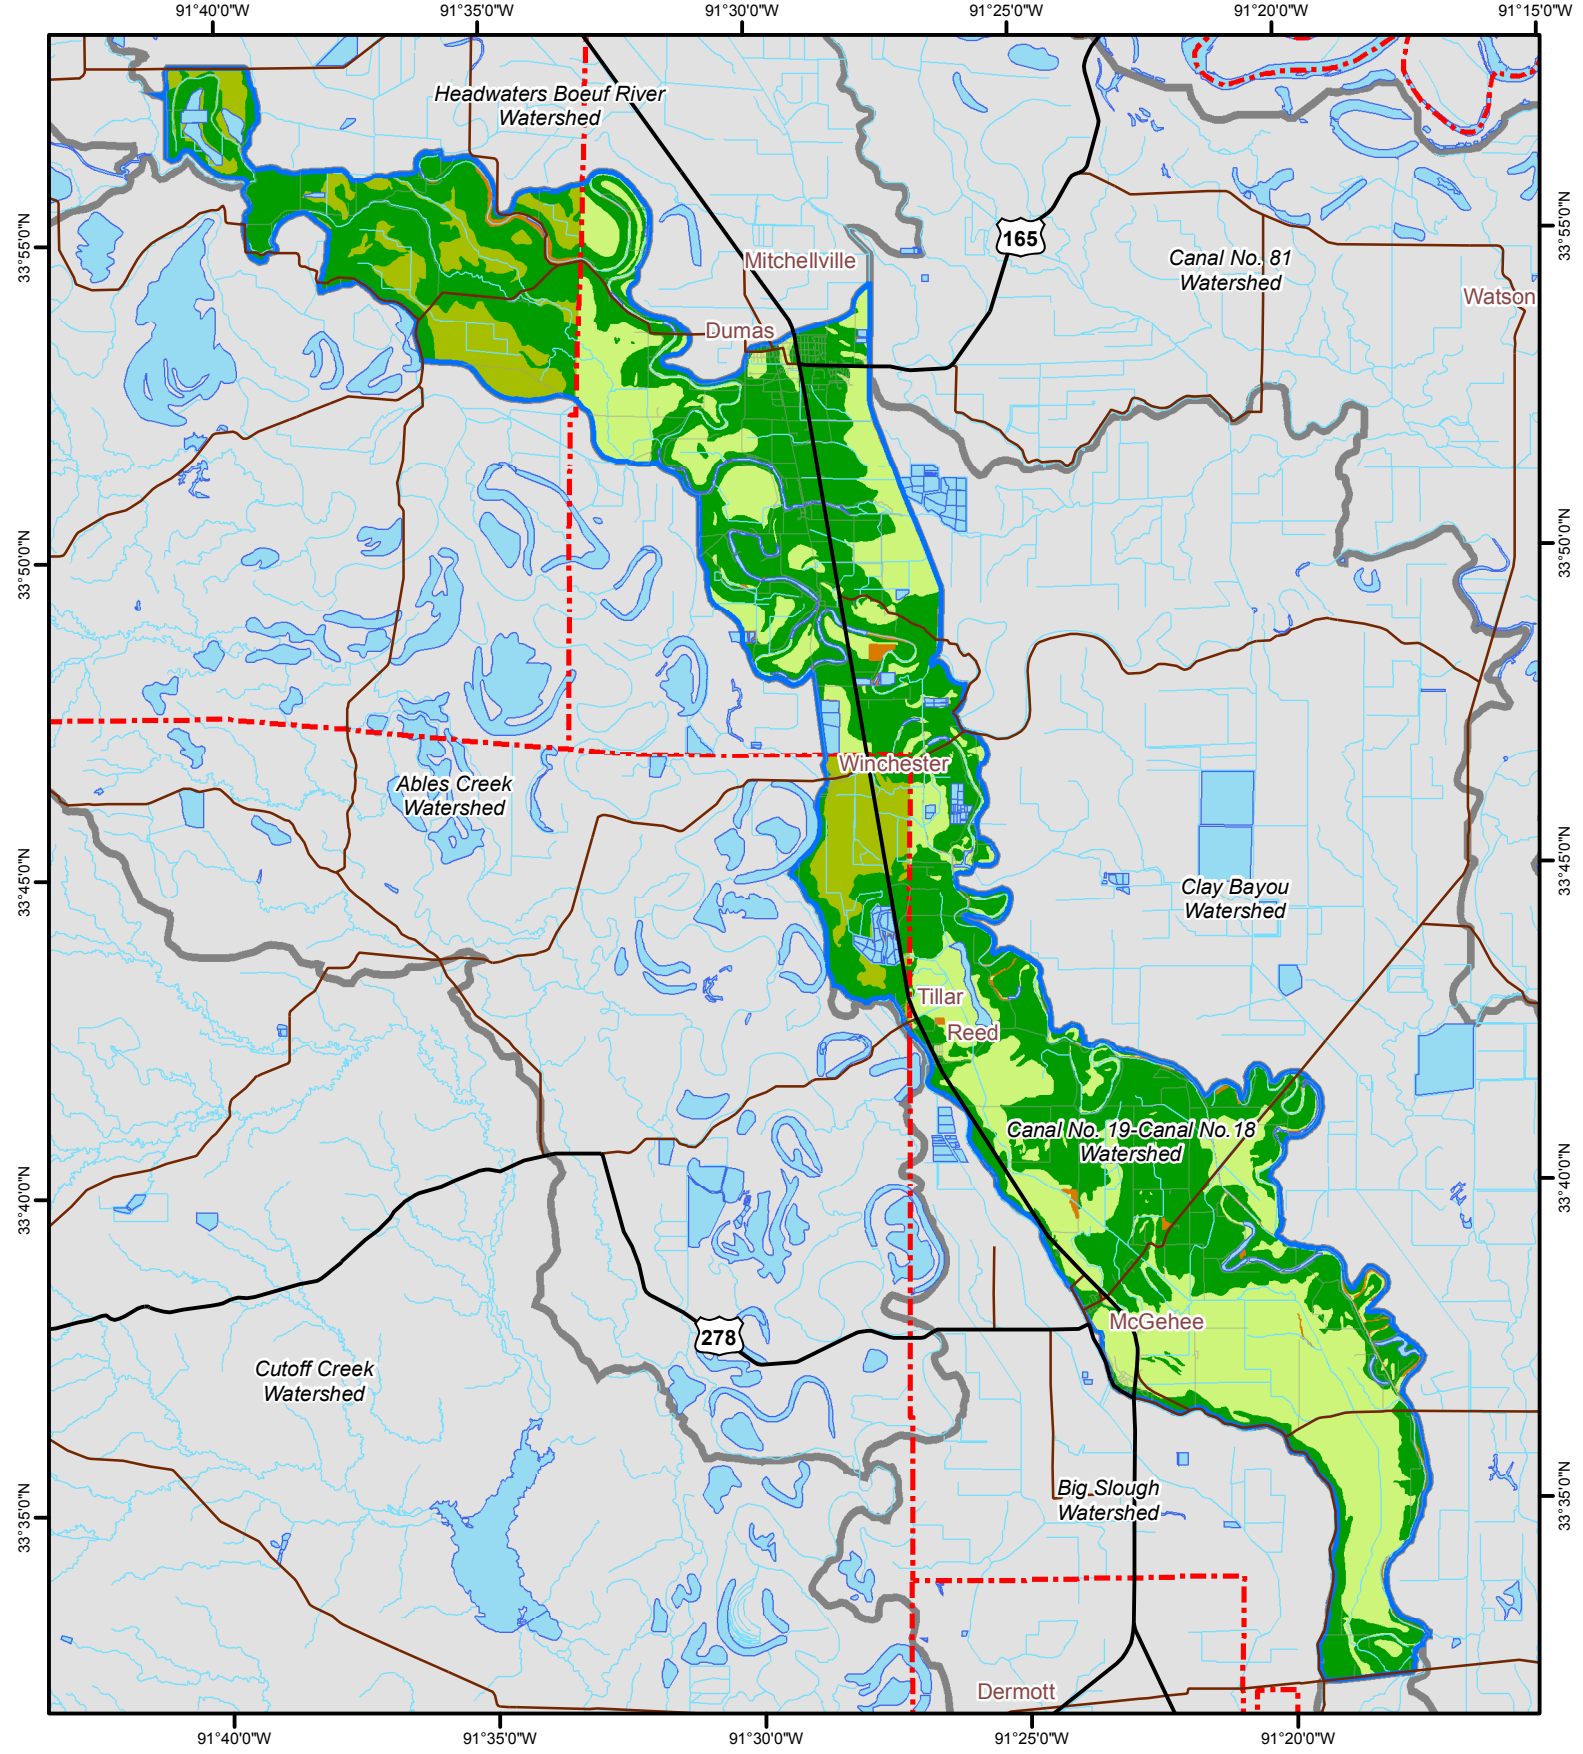 91°40'0"W
91°35'0"W
91°30'0"W
91°25'0"W
91°20'0"W
91°15'0"W
Headwaters Boeuf River
Watershed
33°55'0"N
33°55'0"N
165
Mitchellville
Canal No. 81
Watershed
Watson
Dumas
33°50'0"N
33°50'0"N
Winchester
Ables Creek
Watershed
33°45'0"N
33°45'0"N
Clay Bayou
Watershed
Tillar
Reed
Canal No. 19-Canal No.18
Watershed
33°40'0"N
33°40'0"N
McGehee
278
Cutoff Creek
Watershed
Big Slough
Watershed
33°35'0"N
33°35'0"N
Dermott
91°40'0"W
91°35'0"W
91°30'0"W
91°25'0"W
91°20'0"W